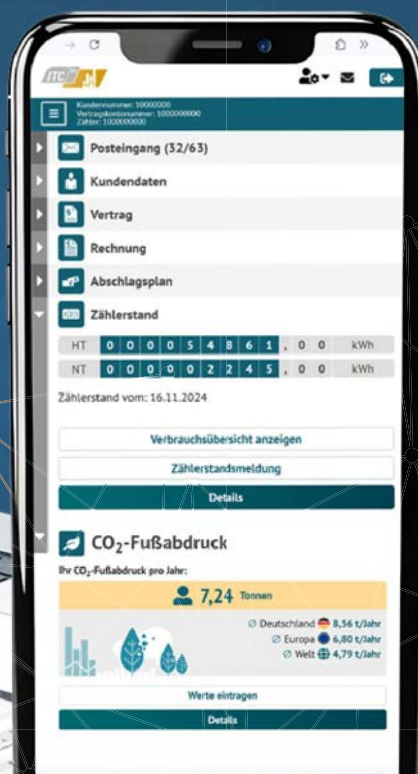 ITC
Kundennummer: 10000000
Vertragskontonummer: 1000000000
Zähler: 1000000000
Posteingang (32/63)
Kundendaten
Vertrag
Rechnung
Abschlagsplan
Zählerstand
HT 0 0 0 0 5 4 8 6 1 , 0 0 kWh
NT 0 0 0 0 0 2 2 4 5 , 0 0 kWh
Zählerstand vom: 16.11.2024
Verbrauchsübersicht anzeigen
Zählerstandsmeldung
Details
CO₂-Fußabdruck
Ihr CO₂-Fußabdruck pro Jahr:
7,24 Tonnen
∅ Deutschland 8,56 t/Jahr
∅ Europa 6,80 t/Jahr
∅ Welt 4,79 t/Jahr
Werte eintragen
Details